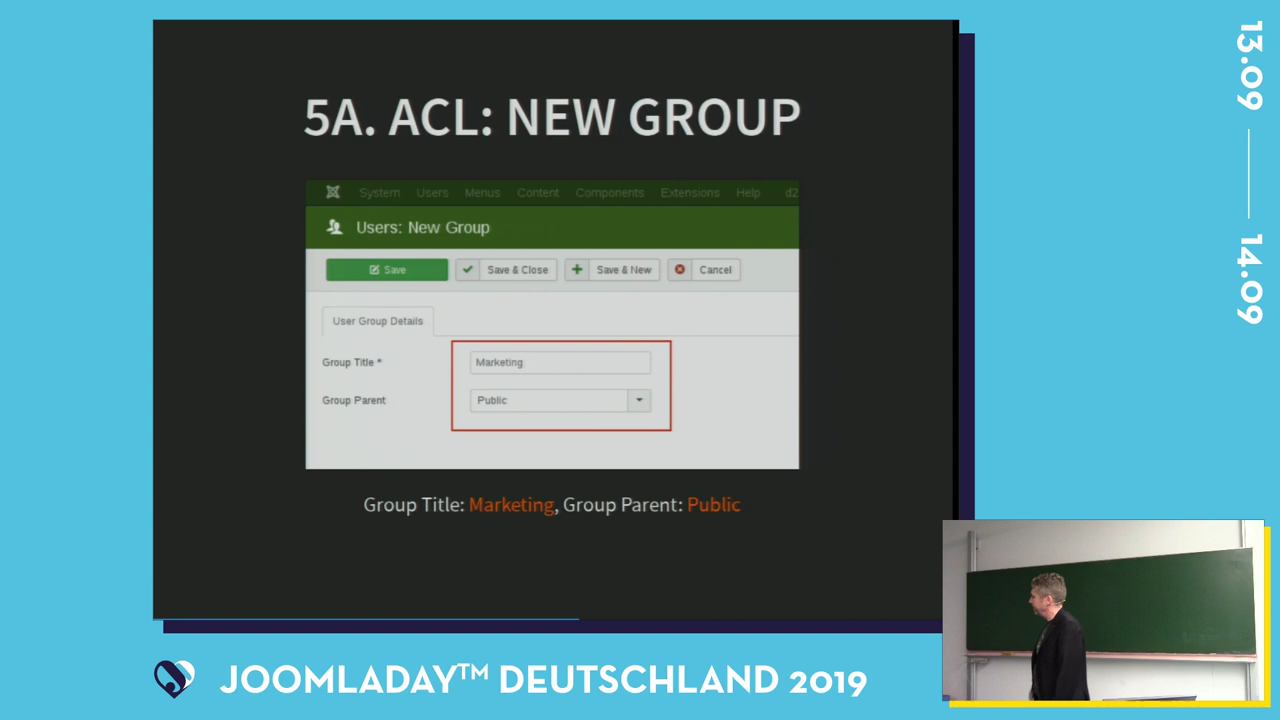 5A. ACL: NEW GROUP
System Users Menus Content Components Extensions Help d2
Users: New Group
Save Save & Close Save & New Cancel
User Group Details
Group Title * Marketing
Group Parent Public
Group Title: Marketing, Group Parent: Public
13.09
14.09
JOOMLADAY™ DEUTSCHLAND 2019